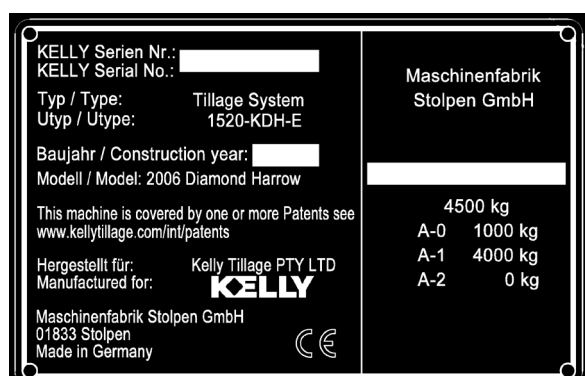 KELLY Serien Nr.:
KELLY Serial No.:
Typ / Type: Tillage System
Utyp / Utype: 1520-KDH-E
Baujahr / Construction year:
Modell / Model: 2006 Diamond Harrow
This machine is covered by one or more Patents see
www.kellytillage.com/int/patents
Hergestellt für: Kelly Tillage PTY LTD
Manufactured for: KELLY
Maschinenfabrik Stolpen GmbH
01833 Stolpen
Made in Germany CE
Maschinenfabrik
Stolpen GmbH
4500 kg
A-0 1000 kg
A-1 4000 kg
A-2 0 kg